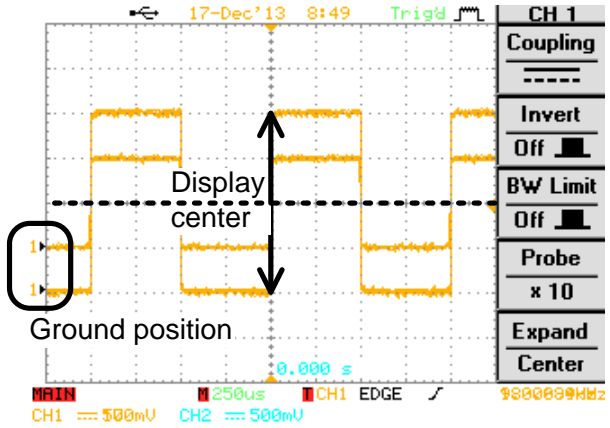 17-Dec'13 8:49 Trig'd CH 1
Coupling
Invert
Off
BW Limit
Off
Probe
x 10
Expand
Center
Display
center
1
1
Ground position
0.000 s
MAIN M 250us T CH1 EDGE
CH1 500mV CH2 500mV